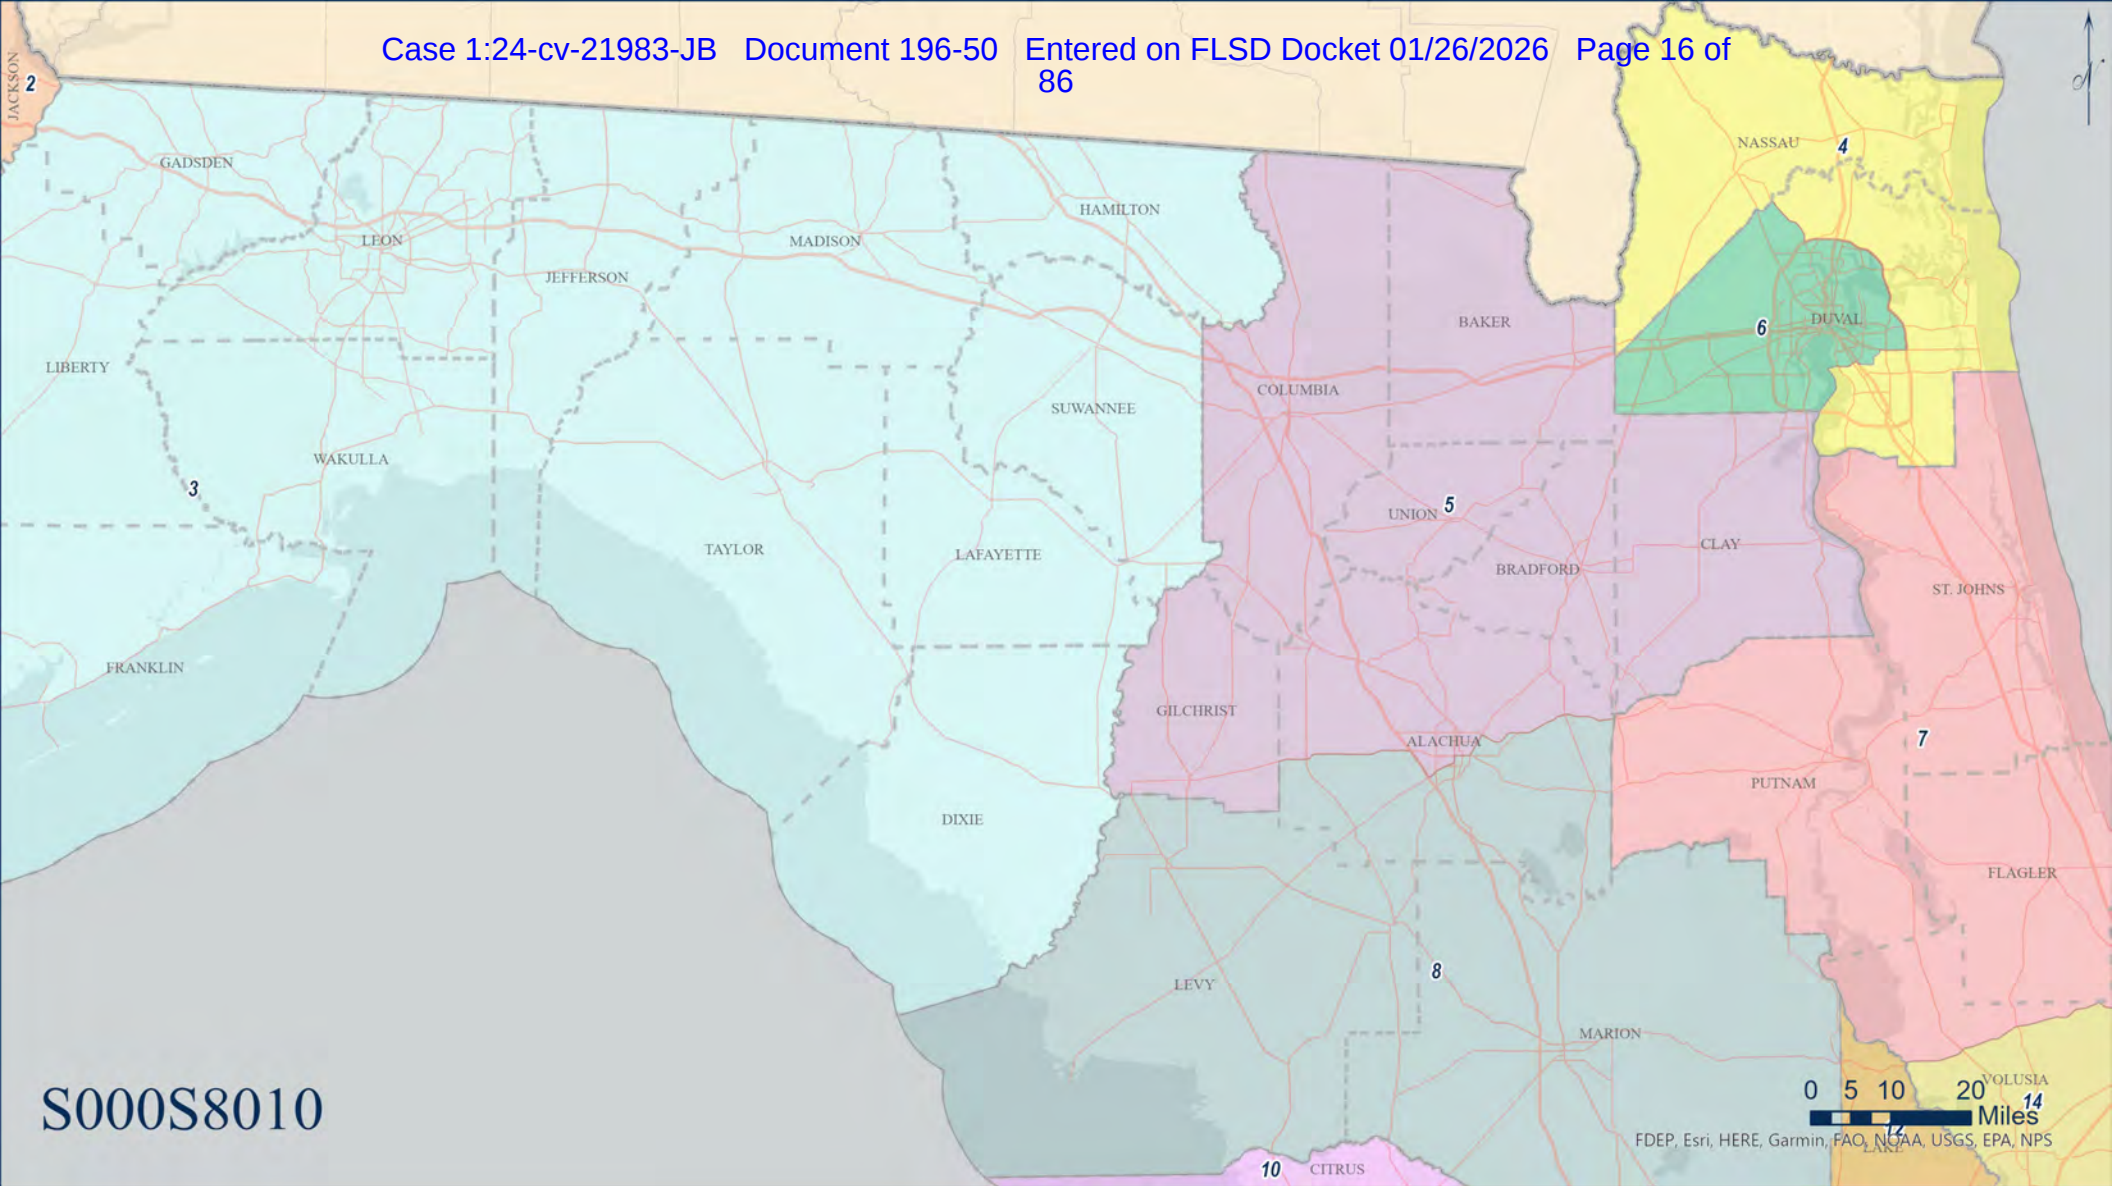 Case 1:24-cv-21983-JB Document 196-50 Entered on FLSD Docket 01/26/2026 Page 16 of
86
JACKSON
2
N
NASSAU
4
GADSDEN
HAMILTON
LEON
MADISON
JEFFERSON
BAKER
6
DUVAL
LIBERTY
COLUMBIA
SUWANNEE
WAKULLA
3
UNION
5
TAYLOR
LAFAYETTE
BRADFORD
CLAY
ST. JOHNS
FRANKLIN
GILCHRIST
ALACHUA
7
PUTNAM
DIXIE
FLAGLER
8
LEVY
MARION
S000S8010
0 5 10 20
Miles
VOLUSIA
14
12
FDEP, Esri, HERE, Garmin, FAO, NOAA, USGS, EPA, NPS
LAKE
10
CITRUS